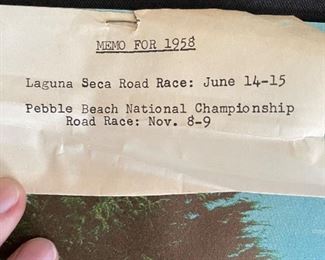 MEMO FOR 1958
Laguna Seca Road Race: June 14-15
Pebble Beach National Championship
Road Race: Nov. 8-9